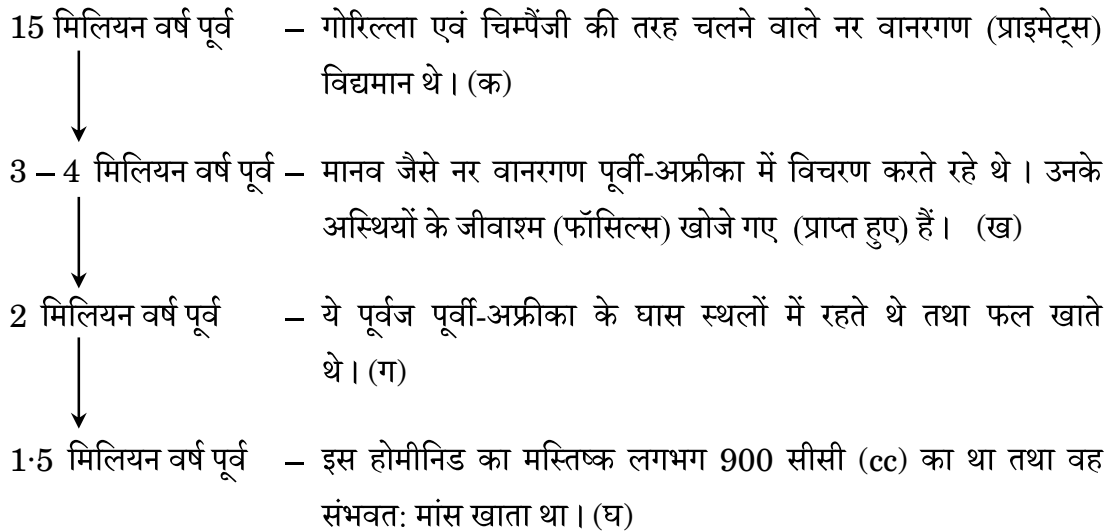 15 मिलियन वर्ष पूर्व – गोरिल्ला एवं चिम्पैंजी की तरह चलने वाले नर वानरगण (प्राइमेट्स)
विद्यमान थे । (क)
3 – 4 मिलियन वर्ष पूर्व – मानव जैसे नर वानरगण पूर्वी-अफ्रीका में विचरण करते रहे थे । उनके
अस्थियों के जीवाश्म (फॉसिल्स) खोजे गए (प्राप्त हुए) हैं । (ख)
2 मिलियन वर्ष पूर्व – ये पूर्वज पूर्वी-अफ्रीका के घास स्थलों में रहते थे तथा फल खाते
थे । (ग)
1·5 मिलियन वर्ष पूर्व – इस होमीनिड का मस्तिष्क लगभग 900 सीसी (cc) का था तथा वह
संभवत: मांस खाता था । (घ)